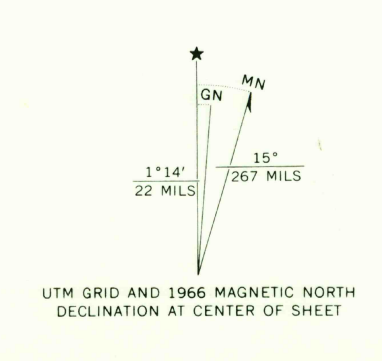 MN
GN
1°14'
22 MILS
15°
267 MILS
UTM GRID AND 1966 MAGNETIC NORTH
DECLINATION AT CENTER OF SHEET